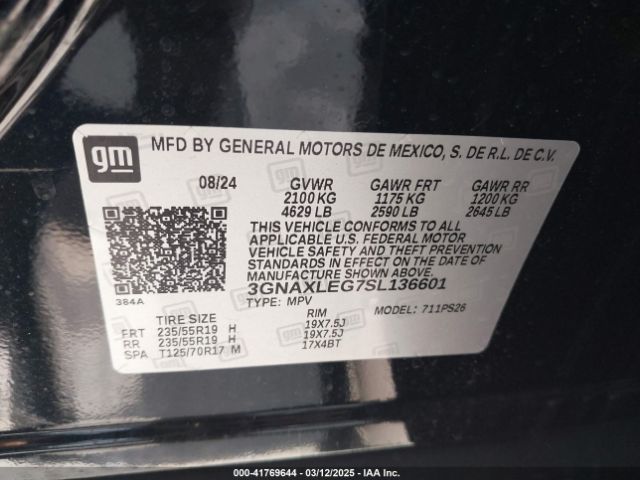 gm
MFD BY GENERAL MOTORS DE MEXICO, S. DE R.L. DE C.V.
08/24 GVWR GAWR FRT GAWR RR
2100 KG 1175 KG 1200 KG
4629 LB 2590 LB 2645 LB
THIS VEHICLE CONFORMS TO ALL
APPLICABLE U.S. FEDERAL MOTOR
VEHICLE SAFETY AND THEFT PREVENTION
STANDARDS IN EFFECT ON THE DATE OF
MANUFACTURE SHOWN ABOVE.
384A
3GNAXLEG7SL136601
TYPE: MPV MODEL: 711PS26
TIRE SIZE RIM
FRT 235/55R19 H 19X7.5J
RR 235/55R19 H 19X7.5J
SPA T125/70R17 M 17X4BT
000-41769644 - 03/12/2025 - IAA Inc.